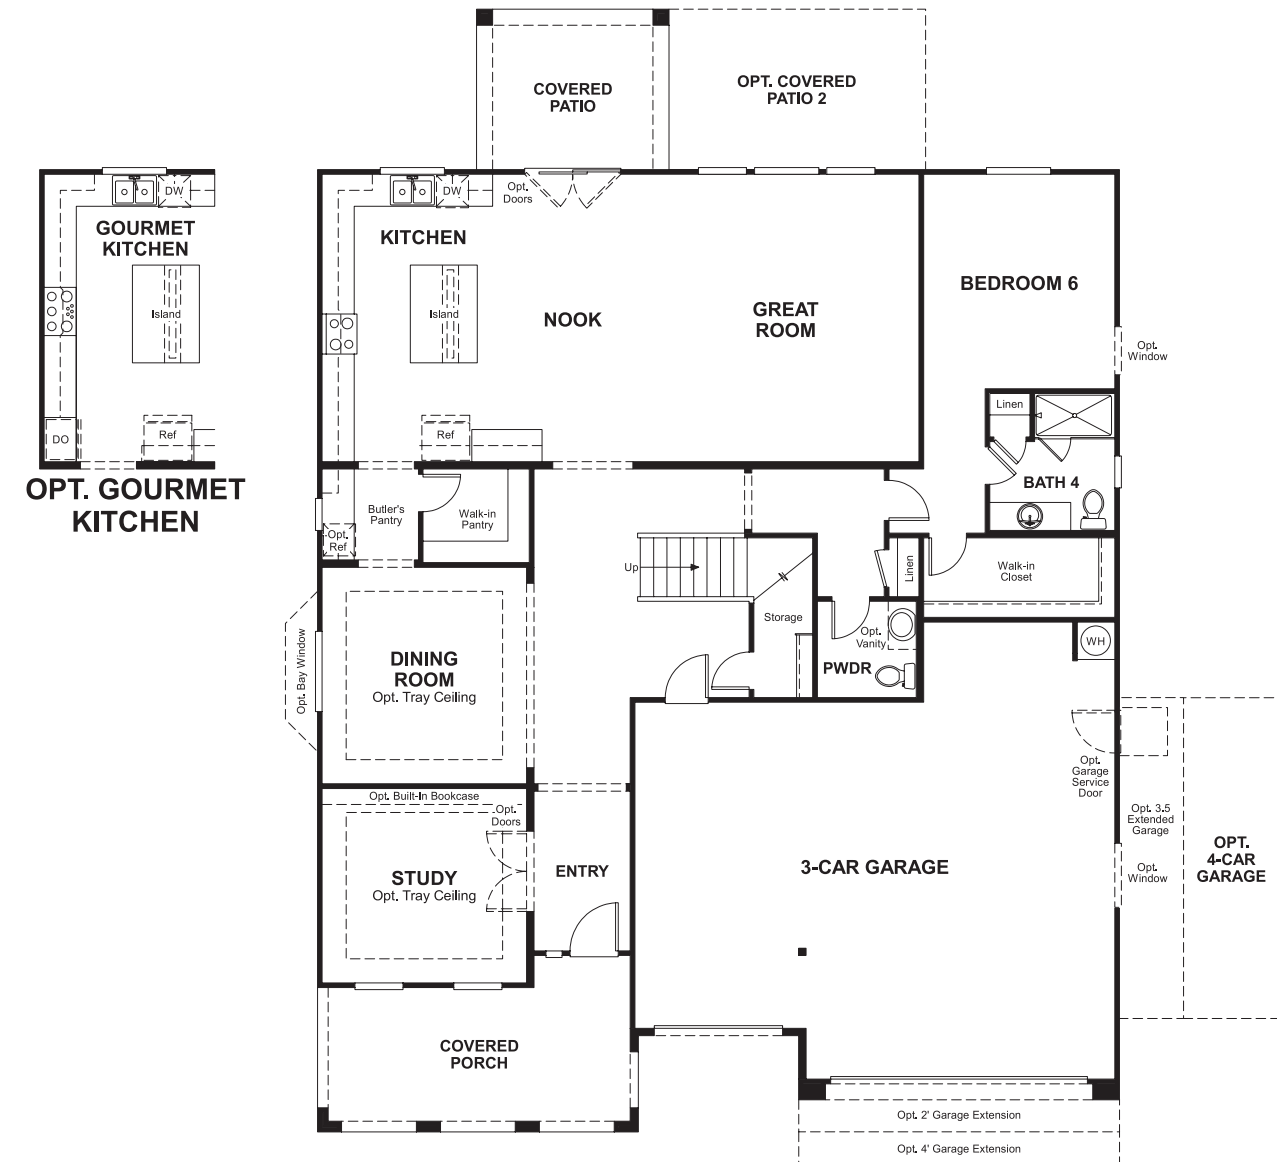 COVERED
PATIO
OPT. COVERED
PATIO 2
DW
GOURMET
KITCHEN
Island
DO
Ref
OPT. GOURMET
KITCHEN
DW
Opt.
Doors
KITCHEN
Island
NOOK
GREAT
ROOM
Ref
BEDROOM 6
Opt.
Window
Linen
BATH 4
Butler's
Pantry
Walk-in
Pantry
Opt.
Ref
Up
Linen
Walk-in
Closet
Storage
Opt.
Vanity
PWDR
WH
Opt. Bay Window
DINING
ROOM
Opt. Tray Ceiling
Opt.
Garage
Service
Door
Opt. Built-In Bookcase
Opt.
Doors
STUDY
Opt. Tray Ceiling
ENTRY
3-CAR GARAGE
Opt. 3.5
Extended
Garage
Opt.
Window
OPT.
4-CAR
GARAGE
COVERED
PORCH
Opt. 2' Garage Extension
Opt. 4' Garage Extension